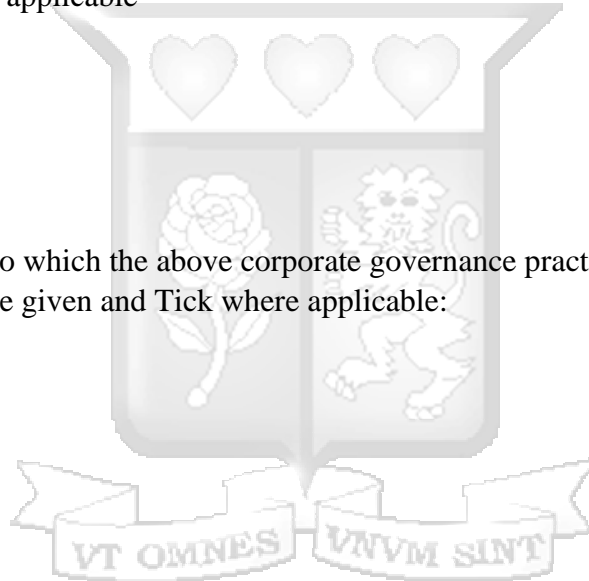 applicable
o which the above corporate governance pract
e given and Tick where applicable:
VT OMNES VNVM SINT